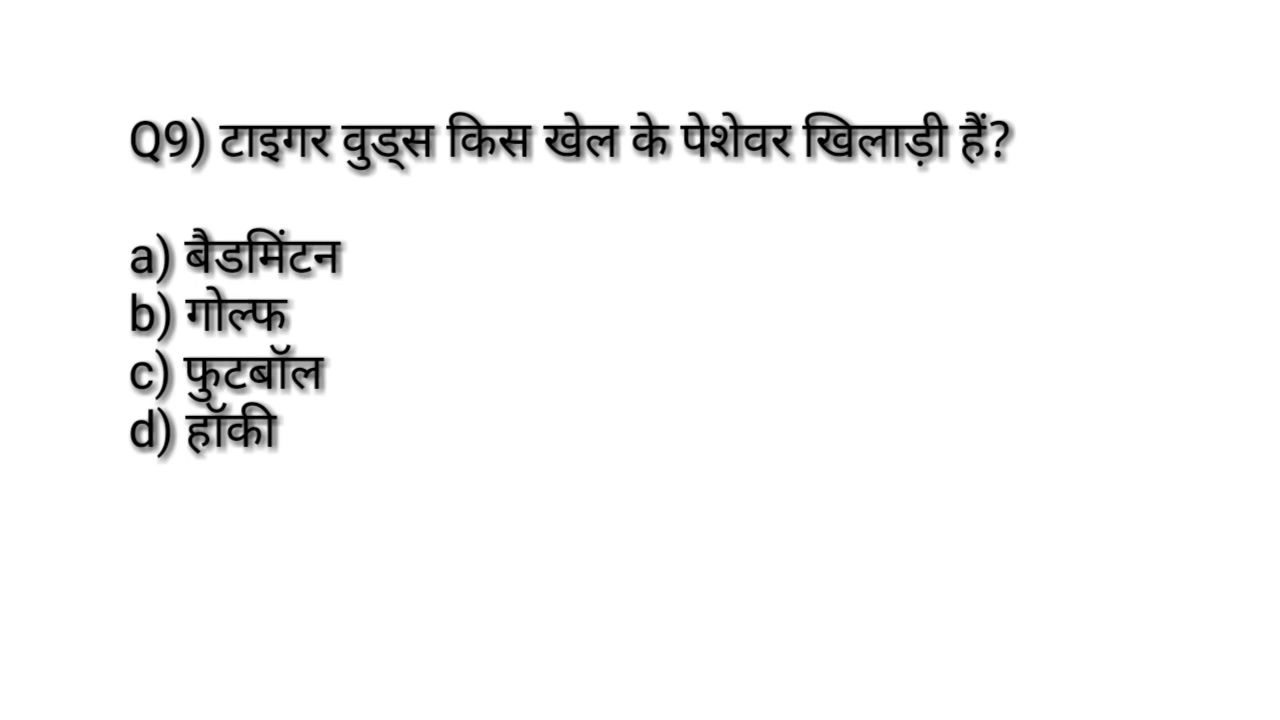 Q9) टाइगर वुड्स किस खेल के पेशेवर खिलाड़ी हैं?
a) बैडमिंटन
b) गोल्फ
c) फुटबॉल
d) हॉकी